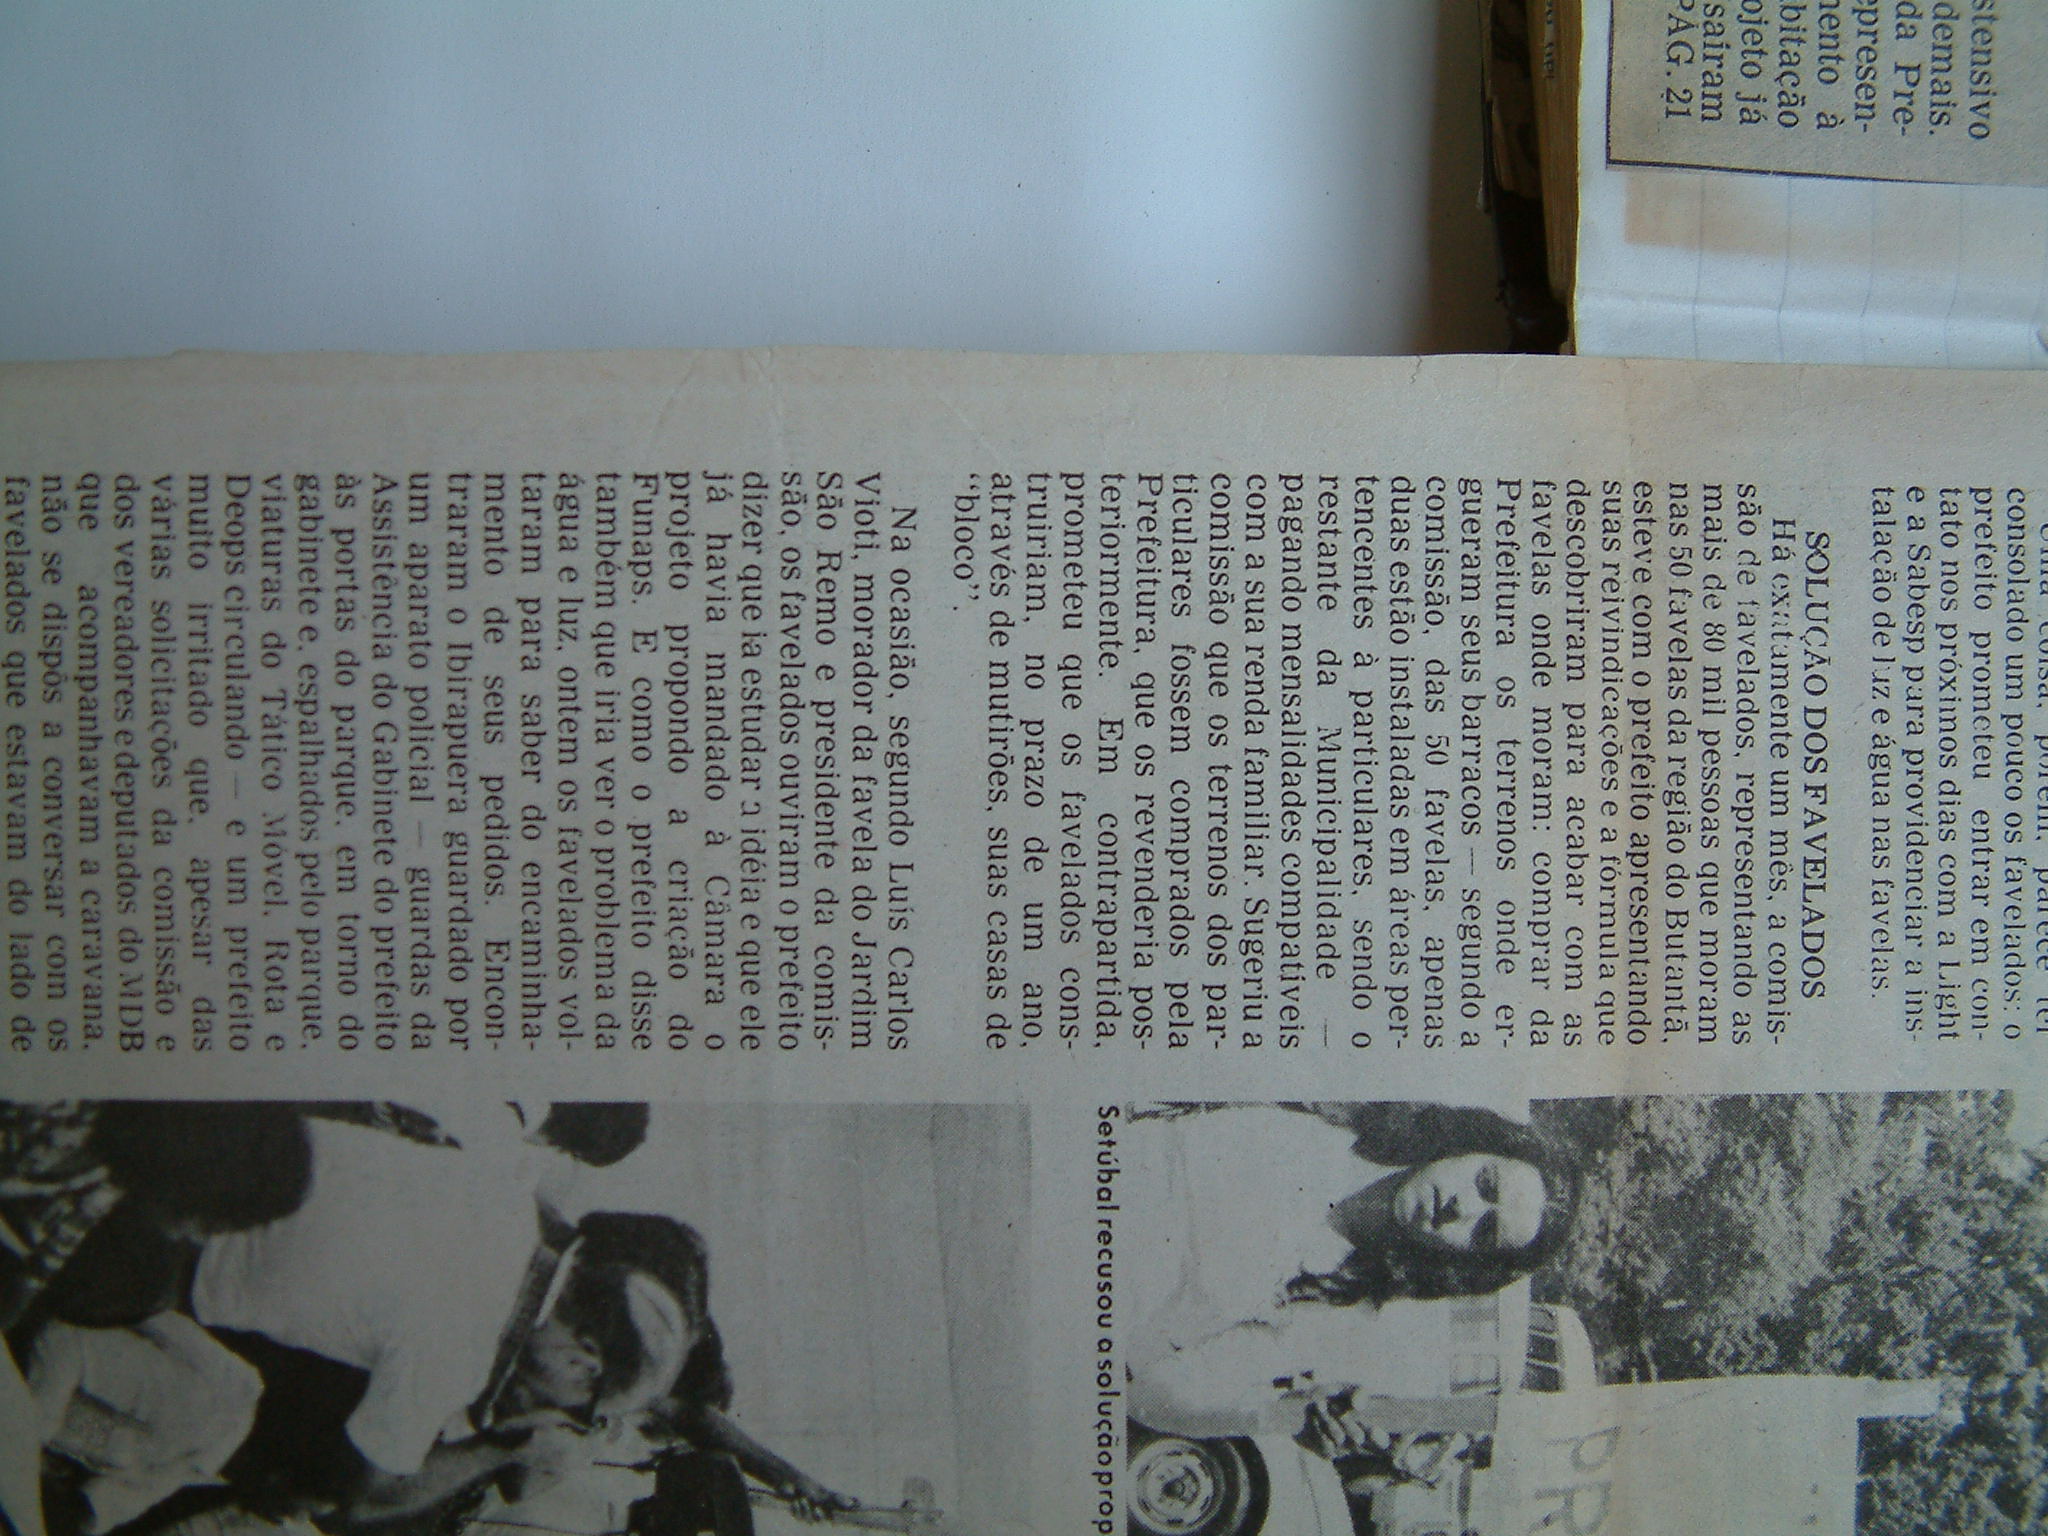 stensivo
demais.
da Pre-
epresen-
mento à
bitação
ojeto já
sairam
PÁG. 21
consolado um pouco os favelados: o
prefeito prometeu entrar em con-
tato nos próximos dias com a Light
e a Sabesp para providenciar a ins-
talação de luz e água nas favelas.
SOLUÇÃO DOS FAVELADOS
Há exatamente um mês, a comis-
são de favelados, representando as
mais de 80 mil pessoas que moram
nas 50 favelas da região do Butantã,
esteve com o prefeito apresentando
suas reivindicações e a fórmula que
descobriram para acabar com as
favelas onde moram: comprar da
Prefeitura os terrenos onde er-
gueram seus barracos — segundo a
comissão, das 50 favelas, apenas
duas estão instaladas em áreas per-
tencentes à particulares, sendo o
restante da Municipalidade —
pagando mensalidades compatíveis
com a sua renda familiar. Sugeriu a
comissão que os terrenos dos par-
ticulares fossem comprados pela
Prefeitura, que os revenderia pos-
teriormente. Em contrapartida,
prometeu que os favelados cons-
truiriam, no prazo de um ano,
através de mutirões, suas casas de
“bloco”.
Na ocasião, segundo Luís Carlos
Vioti, morador da favela do Jardim
São Remo e presidente da comis-
são, os favelados ouviram o prefeito
dizer que ia estudar a idéia e que ele
já havia mandado à Câmara o
projeto propondo a criação do
Funaps. E como o prefeito disse
também que iria ver o problema da
água e luz, ontem os favelados vol-
taram para saber do encaminha-
mento de seus pedidos. Encon-
traram o Ibirapuera guardado por
um aparato policial — guardas da
Assistência do Gabinete do prefeito
às portas do parque, em torno do
gabinete e, espalhados pelo parque,
viaturas do Tático Móvel, Rota e
Deops circulando — e um prefeito
muito irritado que, apesar das
várias solicitações da comissão e
dos vereadores e deputados do MDB
que acompanhavam a caravana,
não se dispôs a conversar com os
favelados que estavam do lado de
Setúbal recusou a solução prop
PR